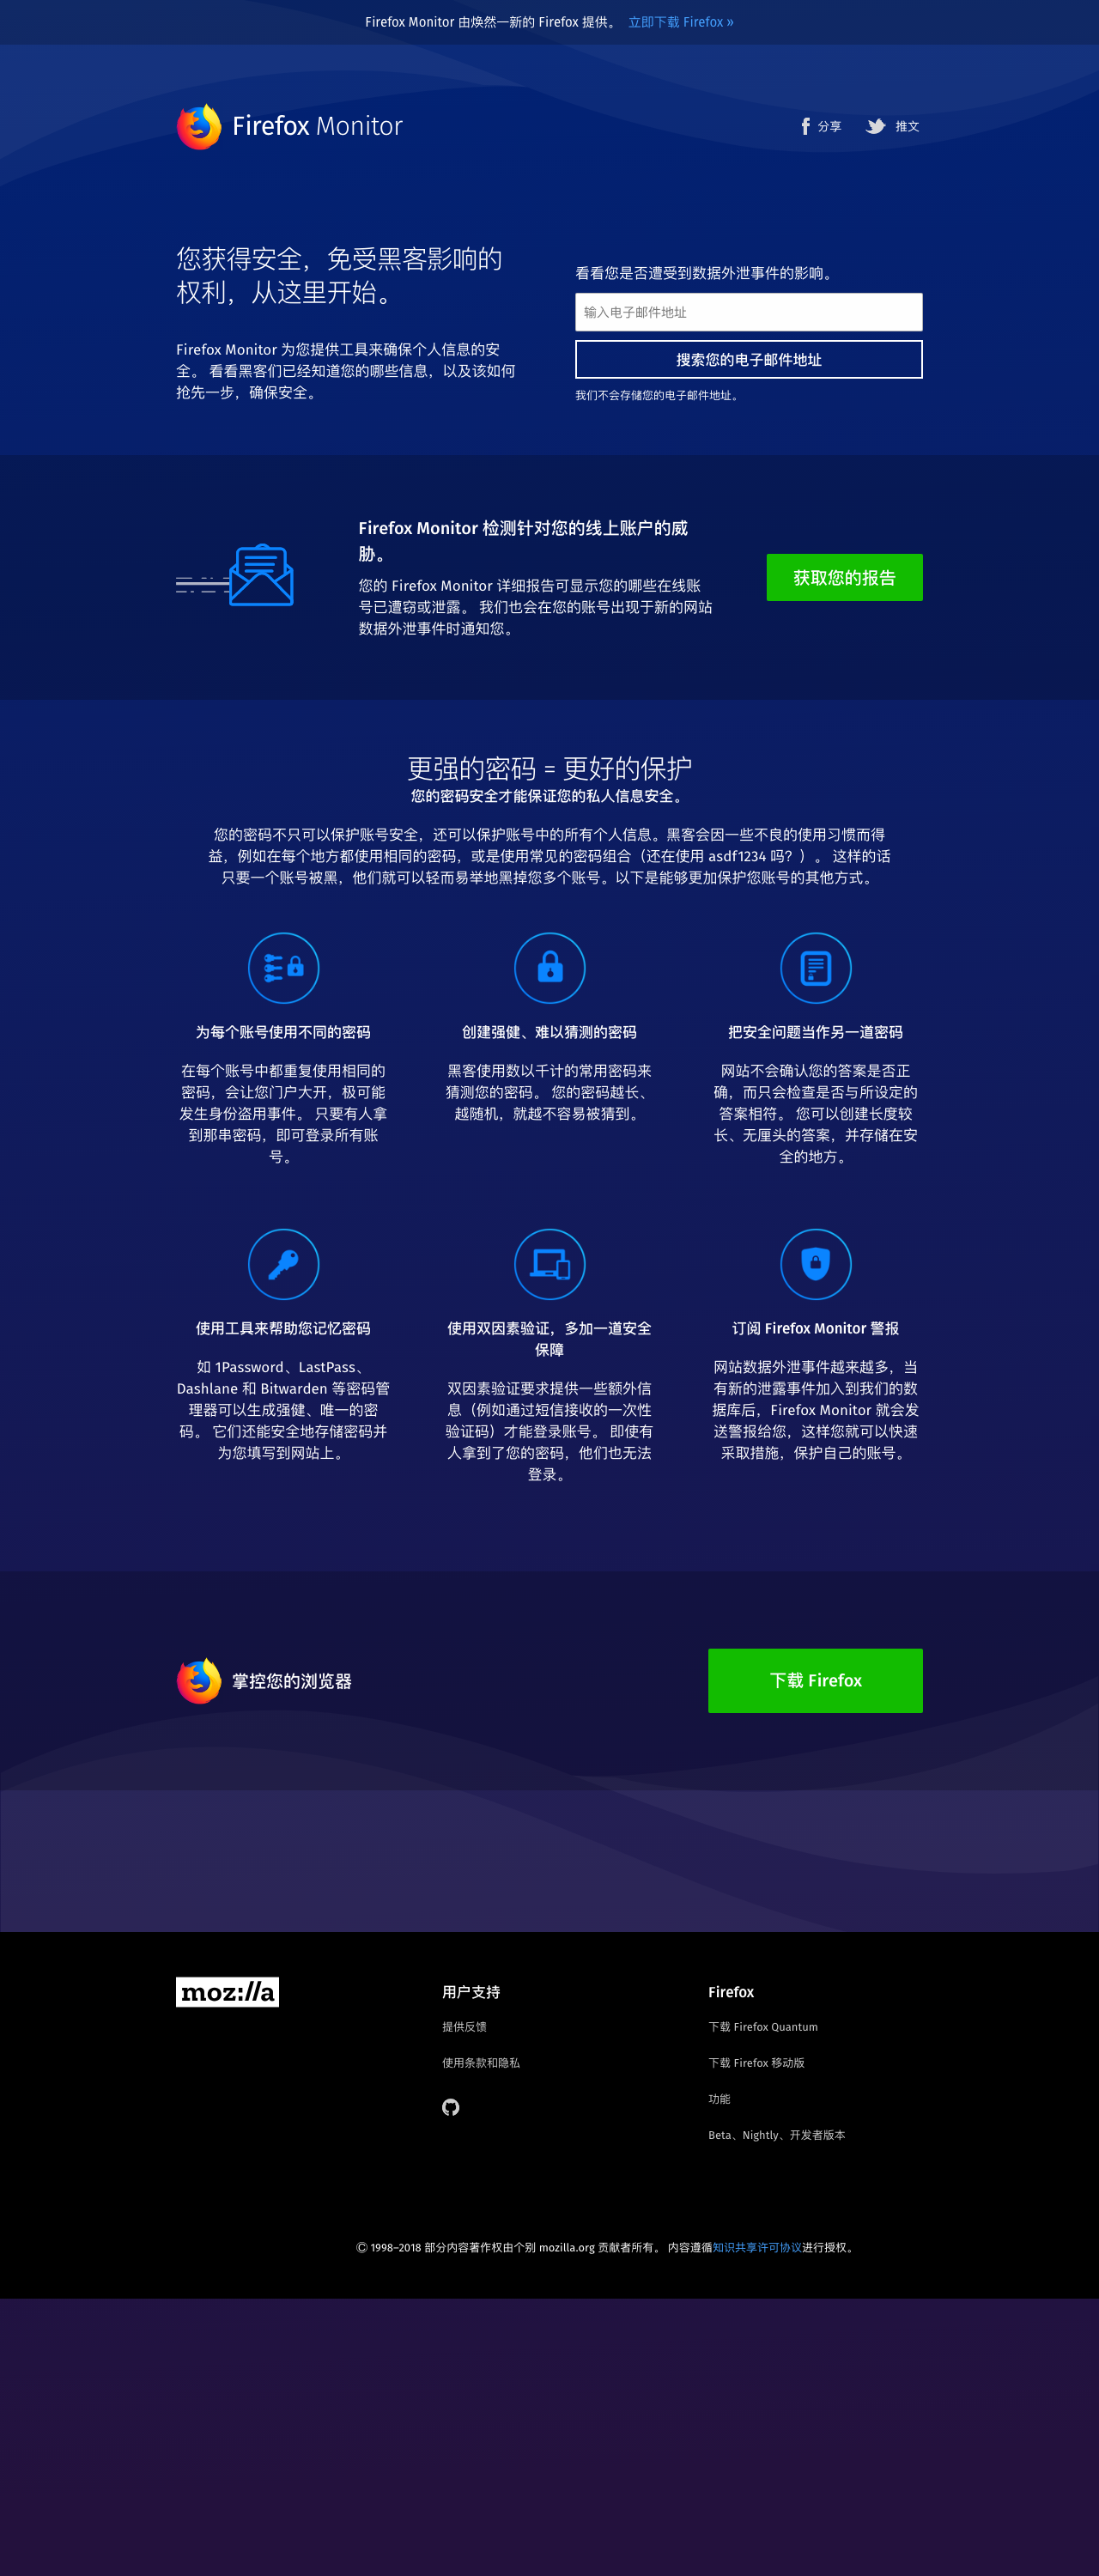 Firefox Monitor 由焕然一新的 Firefox 提供。 立即下载 Firefox »
Firefox Monitor
分享
推文
您获得安全，免受黑客影响的
权利，从这里开始。
Firefox Monitor 为您提供工具来确保个人信息的安
全。 看看黑客们已经知道您的哪些信息，以及该如何
抢先一步，确保安全。
看看您是否遭受到数据外泄事件的影响。
输入电子邮件地址
搜索您的电子邮件地址
我们不会存储您的电子邮件地址。
Firefox Monitor 检测针对您的线上账户的威
胁。
您的 Firefox Monitor 详细报告可显示您的哪些在线账
号已遭窃或泄露。 我们也会在您的账号出现于新的网站
数据外泄事件时通知您。
获取您的报告
更强的密码 = 更好的保护
您的密码安全才能保证您的私人信息安全。
您的密码不只可以保护账号安全，还可以保护账号中的所有个人信息。黑客会因一些不良的使用习惯而得
益，例如在每个地方都使用相同的密码，或是使用常见的密码组合（还在使用 asdf1234 吗？）。 这样的话
只要一个账号被黑，他们就可以轻而易举地黑掉您多个账号。以下是能够更加保护您账号的其他方式。
为每个账号使用不同的密码
在每个账号中都重复使用相同的
密码，会让您门户大开，极可能
发生身份盗用事件。 只要有人拿
到那串密码，即可登录所有账
号。
创建强健、难以猜测的密码
黑客使用数以千计的常用密码来
猜测您的密码。 您的密码越长、
越随机，就越不容易被猜到。
把安全问题当作另一道密码
网站不会确认您的答案是否正
确，而只会检查是否与所设定的
答案相符。 您可以创建长度较
长、无厘头的答案，并存储在安
全的地方。
使用工具来帮助您记忆密码
如 1Password、LastPass、
Dashlane 和 Bitwarden 等密码管
理器可以生成强健、唯一的密
码。 它们还能安全地存储密码并
为您填写到网站上。
使用双因素验证，多加一道安全
保障
双因素验证要求提供一些额外信
息（例如通过短信接收的一次性
验证码）才能登录账号。 即使有
人拿到了您的密码，他们也无法
登录。
订阅 Firefox Monitor 警报
网站数据外泄事件越来越多，当
有新的泄露事件加入到我们的数
据库后，Firefox Monitor 就会发
送警报给您，这样您就可以快速
采取措施，保护自己的账号。
掌控您的浏览器
下载 Firefox
moz://a
用户支持
提供反馈
使用条款和隐私
Firefox
下载 Firefox Quantum
下载 Firefox 移动版
功能
Beta、Nightly、开发者版本
© 1998–2018 部分内容著作权由个别 mozilla.org 贡献者所有。 内容遵循知识共享许可协议进行授权。